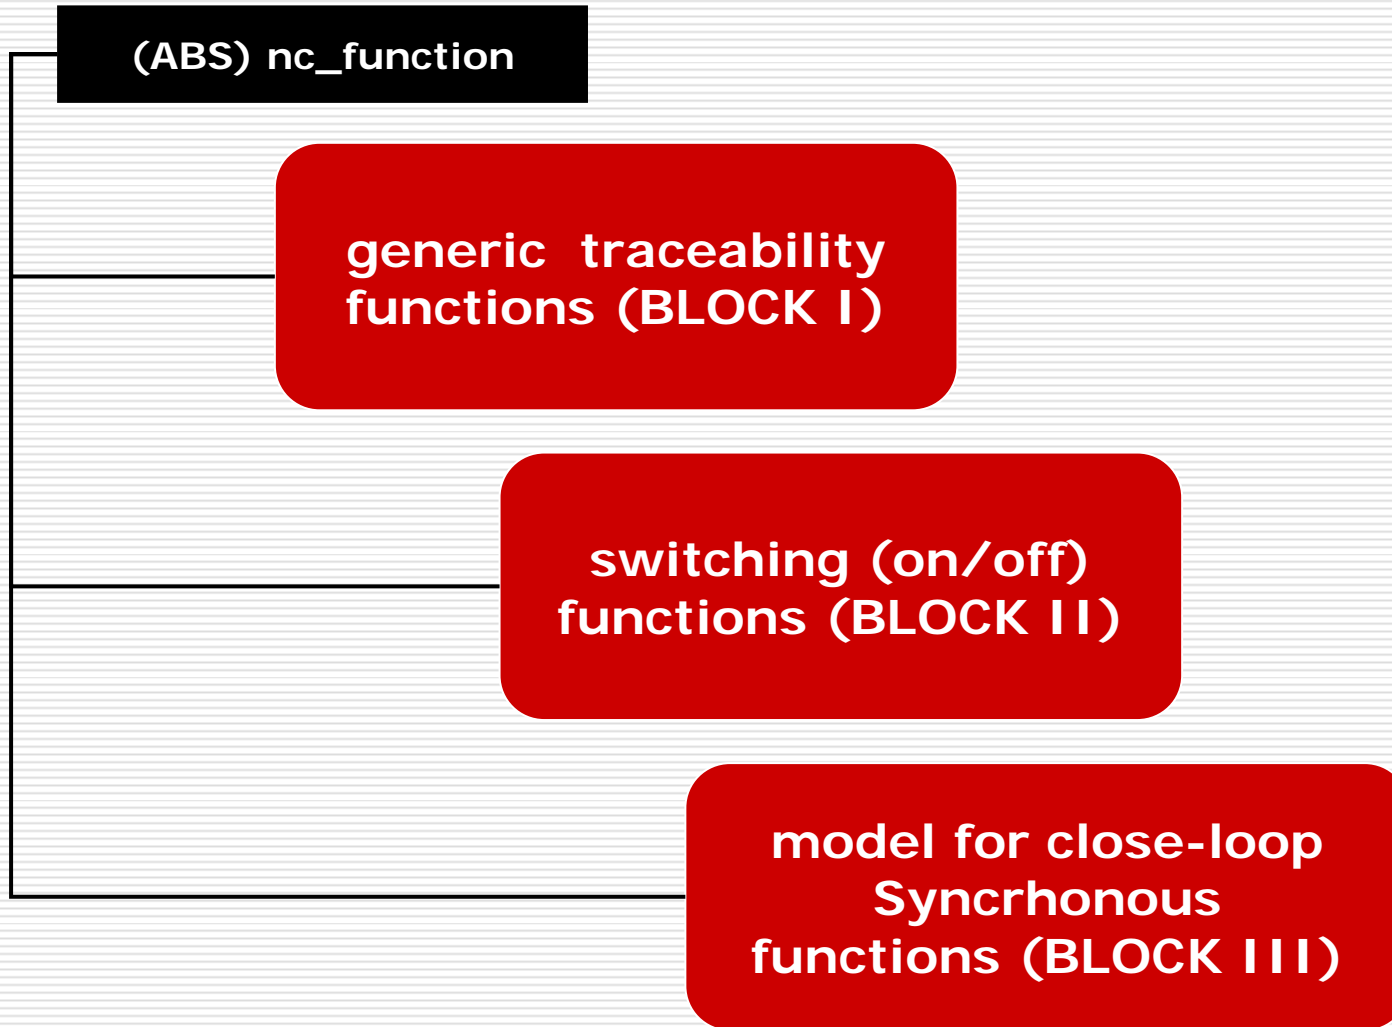 (ABS) nc_function
generic traceability
functions (BLOCK I)
switching (on/off)
functions (BLOCK II)
model for close-loop
Syncrhonous
functions (BLOCK III)